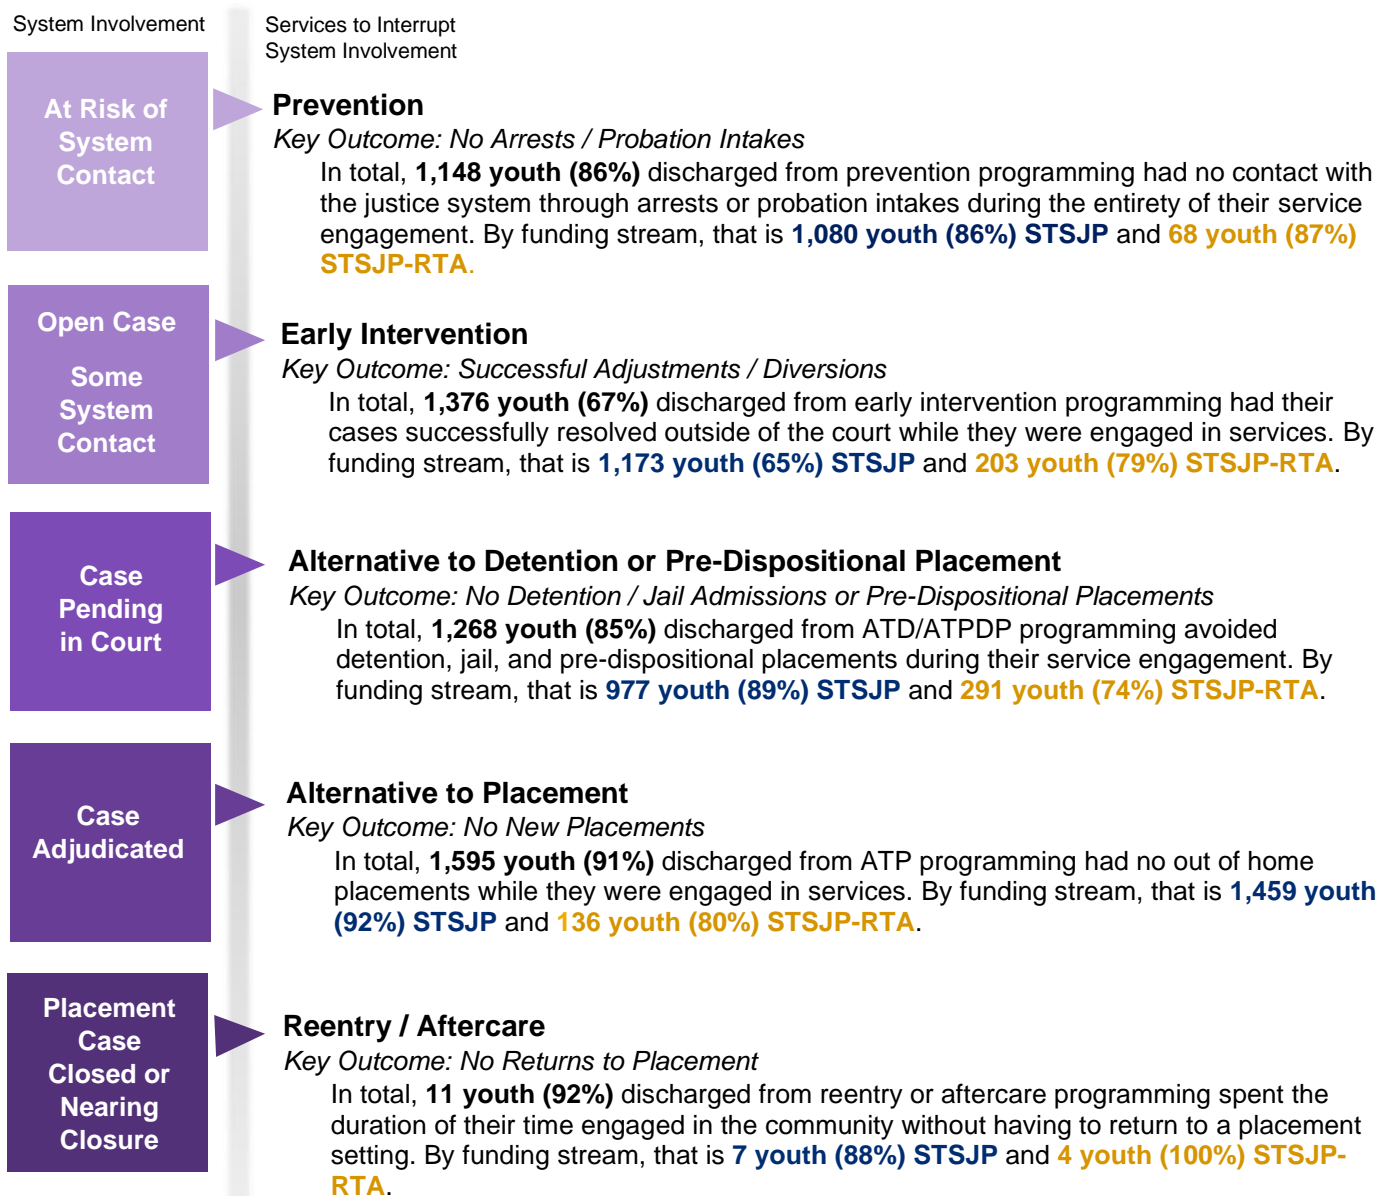 System Involvement
Services to Interrupt
System Involvement
At Risk of
System
Contact
Prevention
Key Outcome: No Arrests / Probation Intakes
In total, 1,148 youth (86%) discharged from prevention programming had no contact with
the justice system through arrests or probation intakes during the entirety of their service
engagement. By funding stream, that is 1,080 youth (86%) STSJP and 68 youth (87%)
STSJP-RTA.
Open Case
Some
System
Contact
Early Intervention
Key Outcome: Successful Adjustments / Diversions
In total, 1,376 youth (67%) discharged from early intervention programming had their
cases successfully resolved outside of the court while they were engaged in services. By
funding stream, that is 1,173 youth (65%) STSJP and 203 youth (79%) STSJP-RTA.
Case
Pending
in Court
Alternative to Detention or Pre-Dispositional Placement
Key Outcome: No Detention / Jail Admissions or Pre-Dispositional Placements
In total, 1,268 youth (85%) discharged from ATD/ATPDP programming avoided
detention, jail, and pre-dispositional placements during their service engagement. By
funding stream, that is 977 youth (89%) STSJP and 291 youth (74%) STSJP-RTA.
Case
Adjudicated
Alternative to Placement
Key Outcome: No New Placements
In total, 1,595 youth (91%) discharged from ATP programming had no out of home
placements while they were engaged in services. By funding stream, that is 1,459 youth
(92%) STSJP and 136 youth (80%) STSJP-RTA.
Placement
Case
Closed or
Nearing
Closure
Reentry / Aftercare
Key Outcome: No Returns to Placement
In total, 11 youth (92%) discharged from reentry or aftercare programming spent the
duration of their time engaged in the community without having to return to a placement
setting. By funding stream, that is 7 youth (88%) STSJP and 4 youth (100%) STSJP-
RTA.